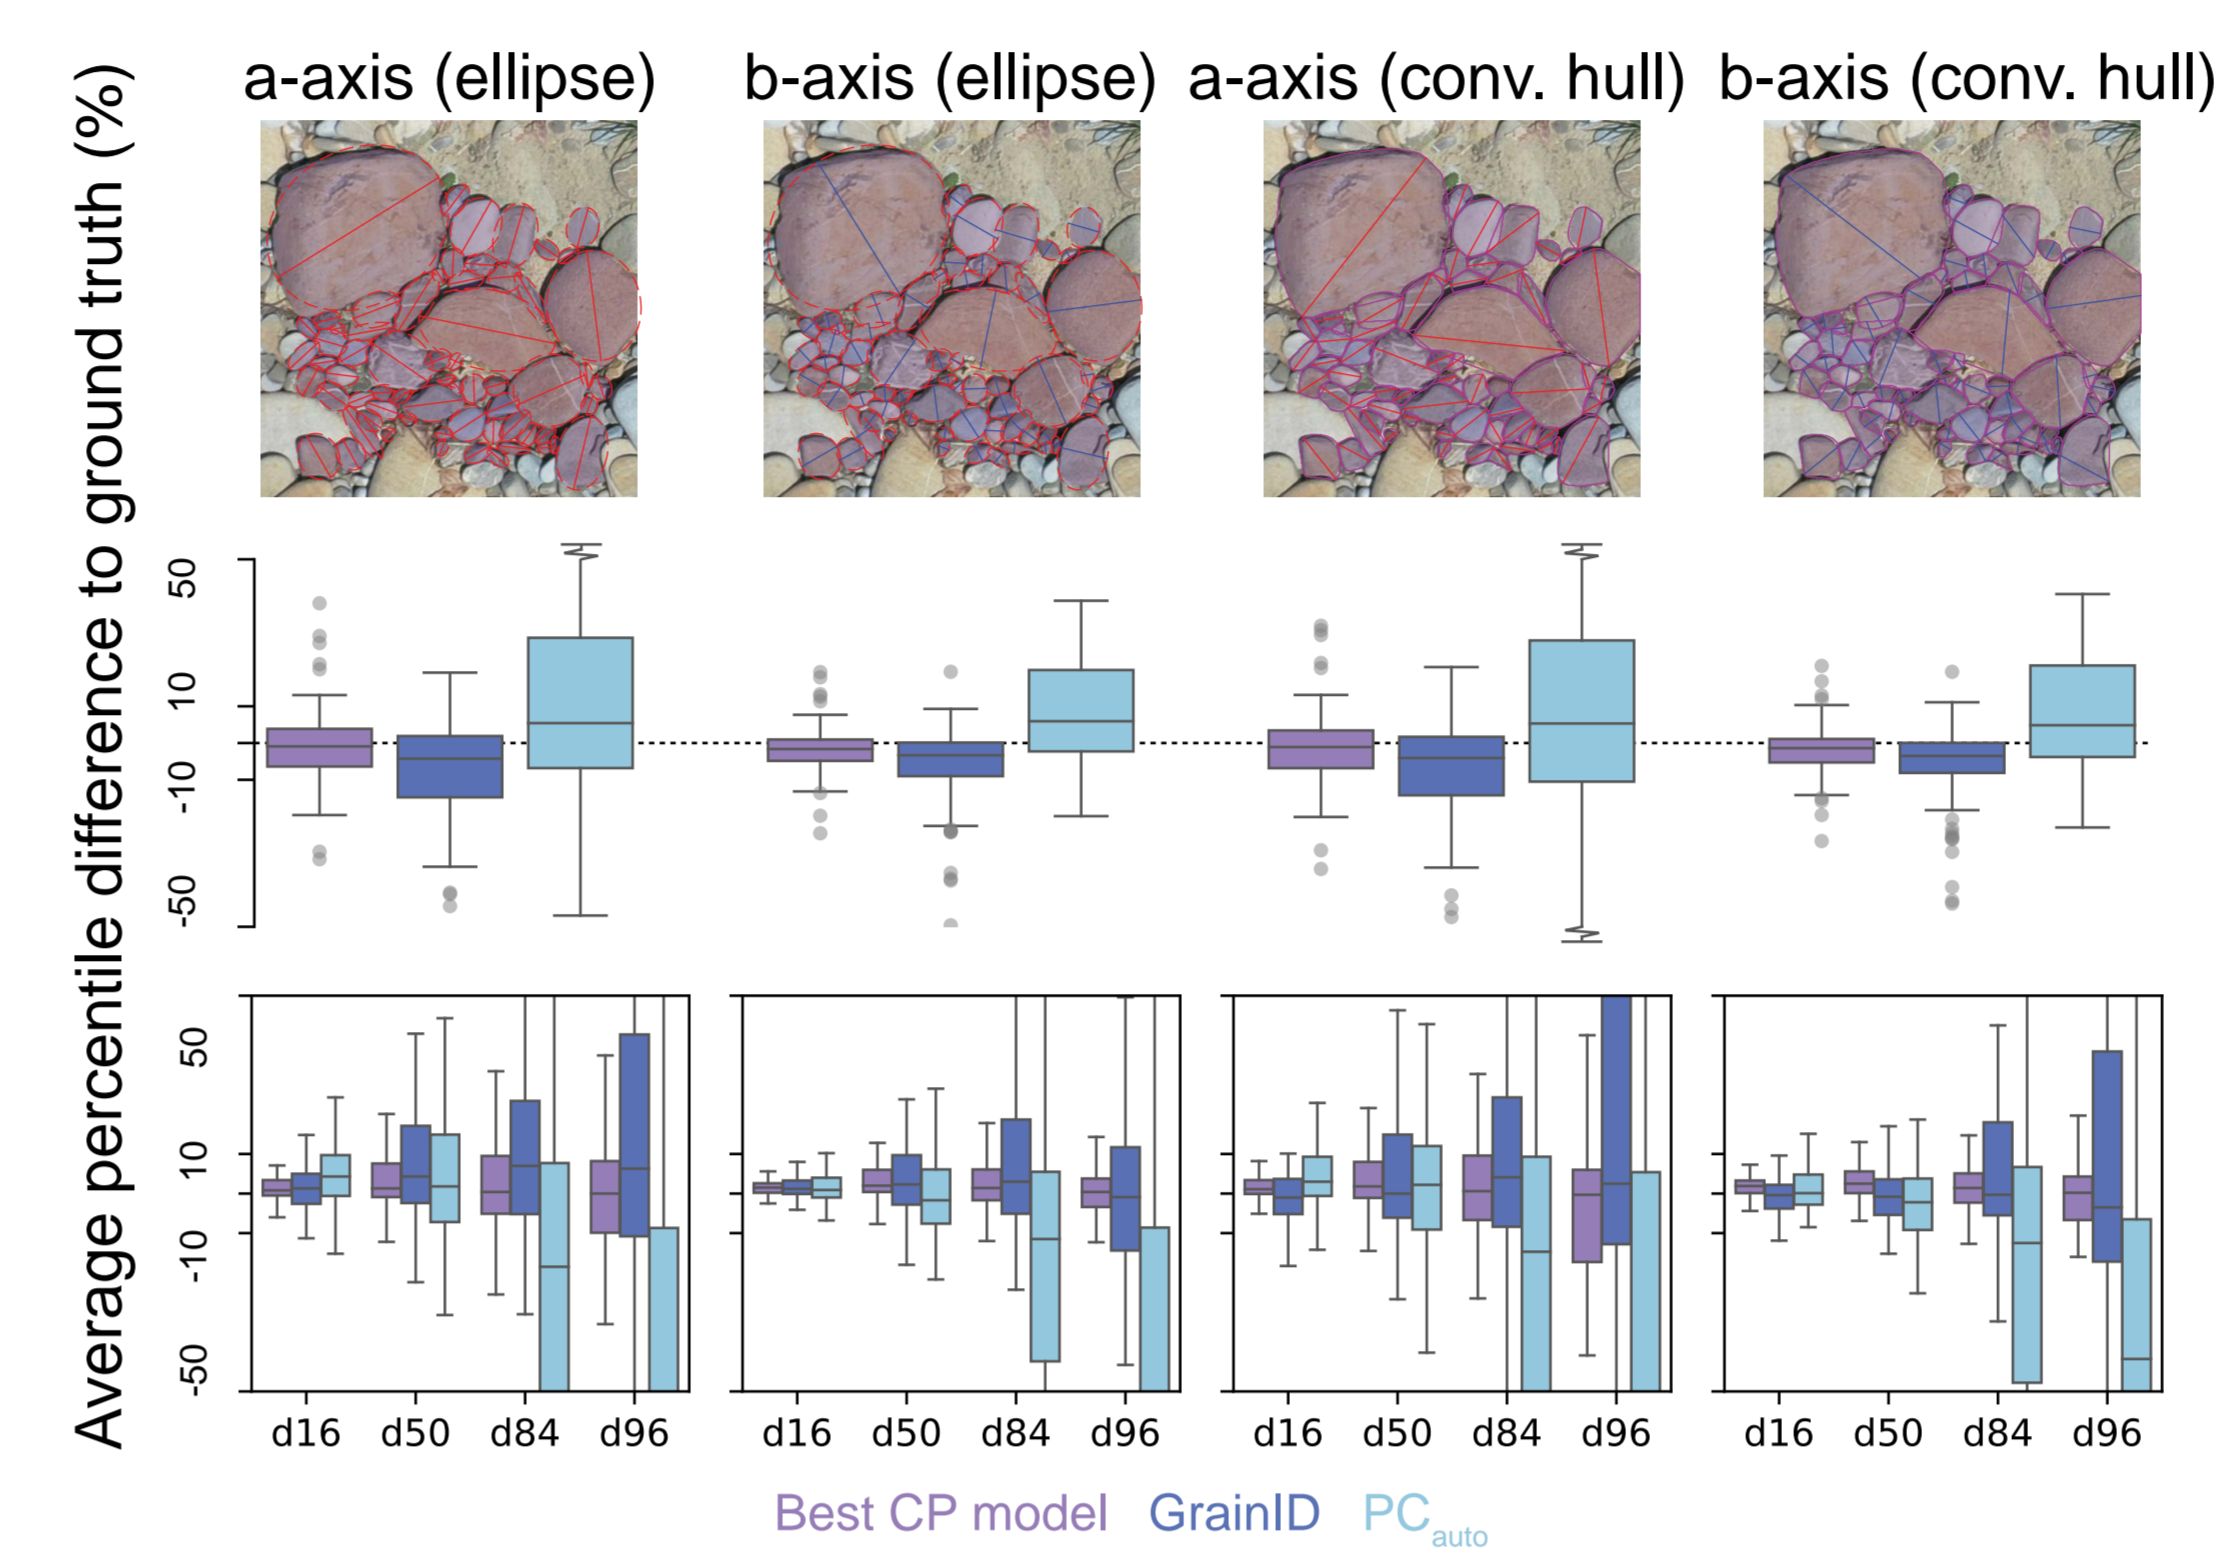 Average percentile difference to ground truth (%)
a-axis (ellipse) b-axis (ellipse) a-axis (conv. hull) b-axis (conv. hull)
50
10
-10
-50
50
10
-10
-50
d16 d50 d84 d96 d16 d50 d84 d96 d16 d50 d84 d96 d16 d50 d84 d96
Best CP model GrainID PCauto